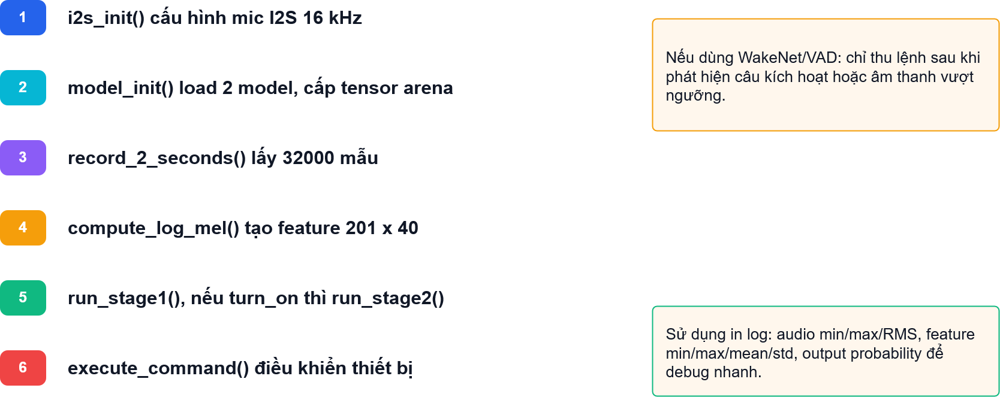 1 i2s_init() cấu hình mic I2S 16 kHz
2 model_init() load 2 model, cấp tensor arena
3 record_2_seconds() lấy 32000 mẫu
4 compute_log_mel() tạo feature 201 x 40
5 run_stage1(), nếu turn_on thì run_stage2()
6 execute_command() điều khiển thiết bị
Nếu dùng WakeNet/VAD: chỉ thu lệnh sau khi
phát hiện câu kích hoạt hoặc âm thanh vượt
ngưỡng.
Sử dụng in log: audio min/max/RMS, feature
min/max/mean/std, output probability để
debug nhanh.